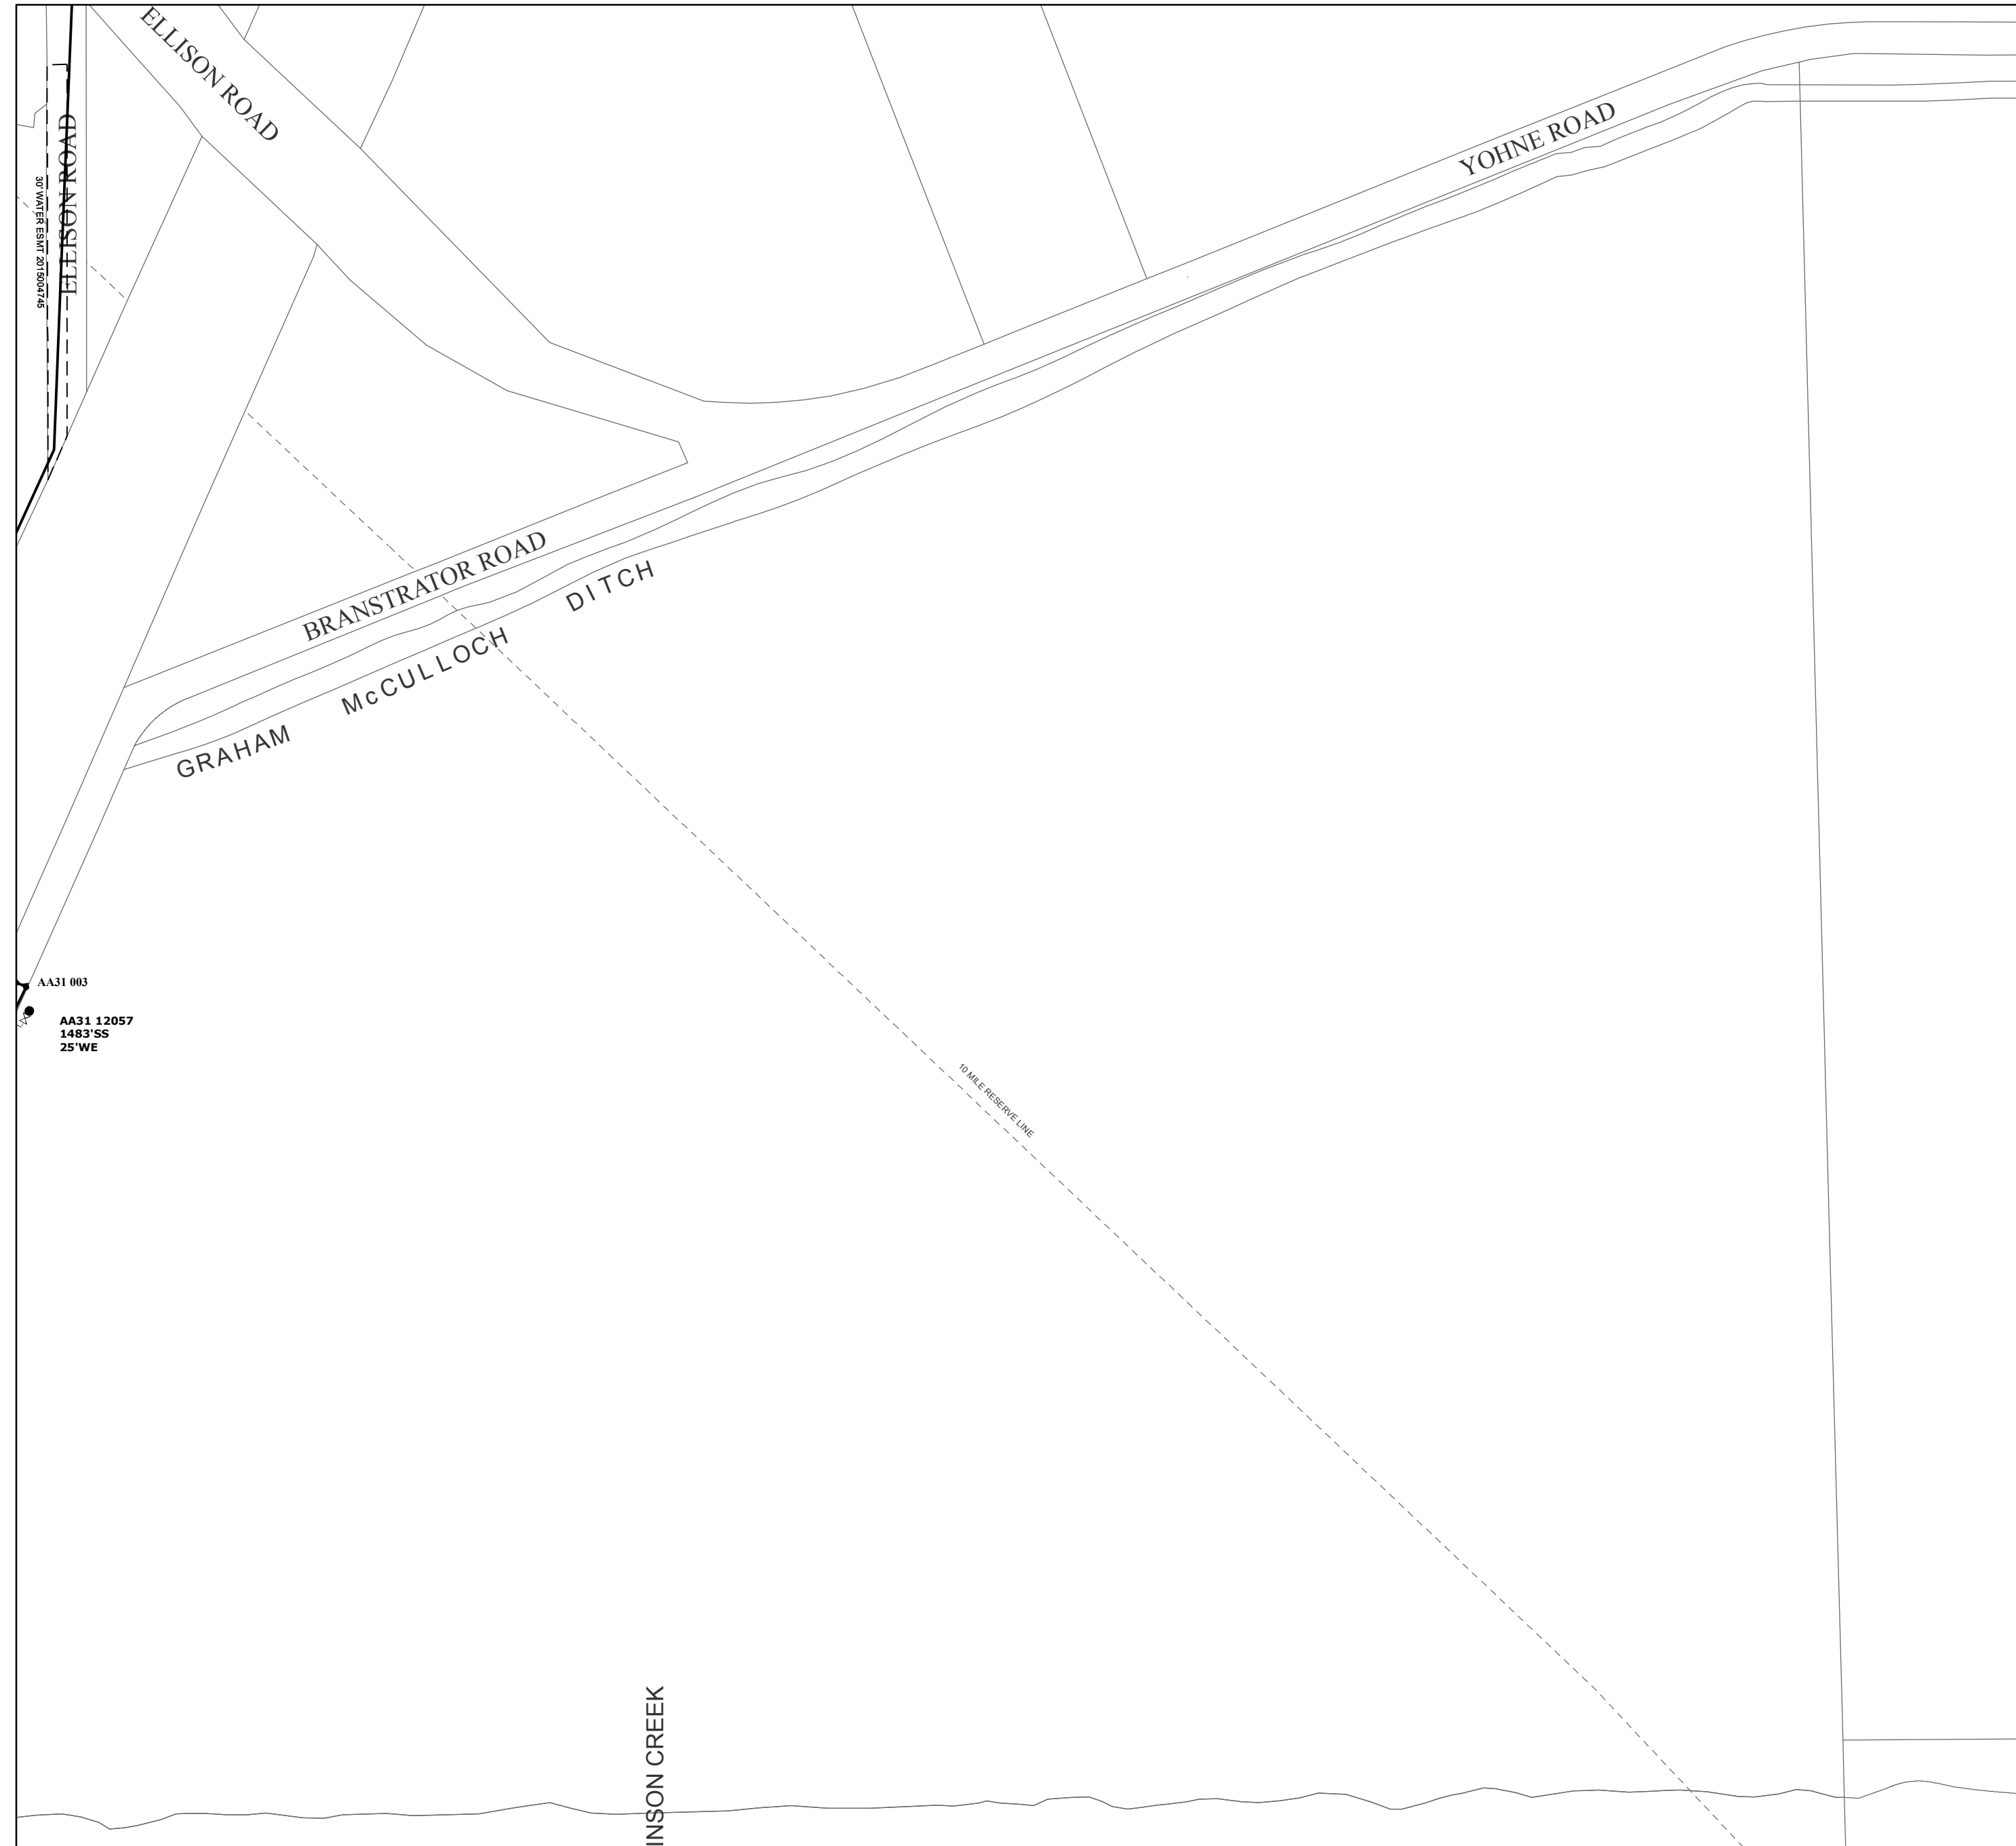 ELLISON ROAD
YOHNE ROAD
ELLISON ROAD
30' WATER ESMT 2015004745
BRANSTRATOR ROAD
GRAHAM McCULLOCH DITCH
AA31 003
AA31 12057
1483'SS
25'WE
10 MILE RESERVE LINE
INSON CREEK